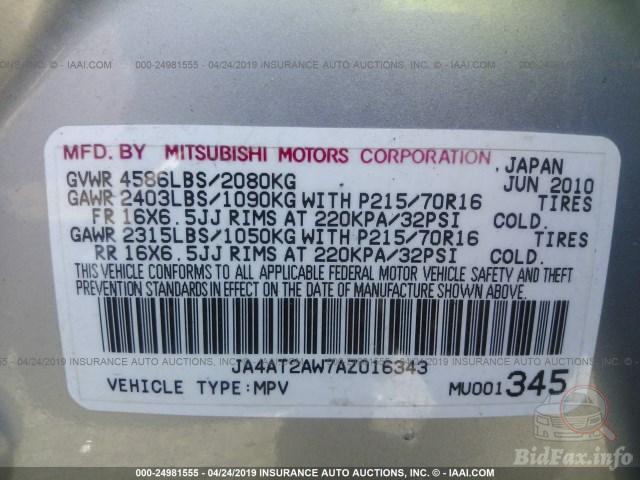 000-24981555 - 04/24/2019 INSURANCE AUTO AUCTIONS, INC. © - IAAI.COM
MFD. BY MITSUBISHI MOTORS CORPORATION, JAPAN
GVWR 4586LBS/2080KG JUN 2010
GAWR 2403LBS/1090KG WITH P215/70R16 TIRES
FR 16X6.5JJ RIMS AT 220KPA/32PSI COLD.
GAWR 2315LBS/1050KG WITH P215/70R16 TIRES
RR 16X6.5JJ RIMS AT 220KPA/32PSI COLD.
THIS VEHICLE CONFORMS TO ALL APPLICABLE FEDERAL MOTOR VEHICLE SAFETY AND THEFT
PREVENTION STANDARDS IN EFFECT ON THE DATE OF MANUFACTURE SHOWN ABOVE.
JA4AT2AW7AZ016343
VEHICLE TYPE:MPV MU001345
BidFax.info
000-24981555 - 04/24/2019 INSURANCE AUTO AUCTIONS, INC. © - IAAI.COM